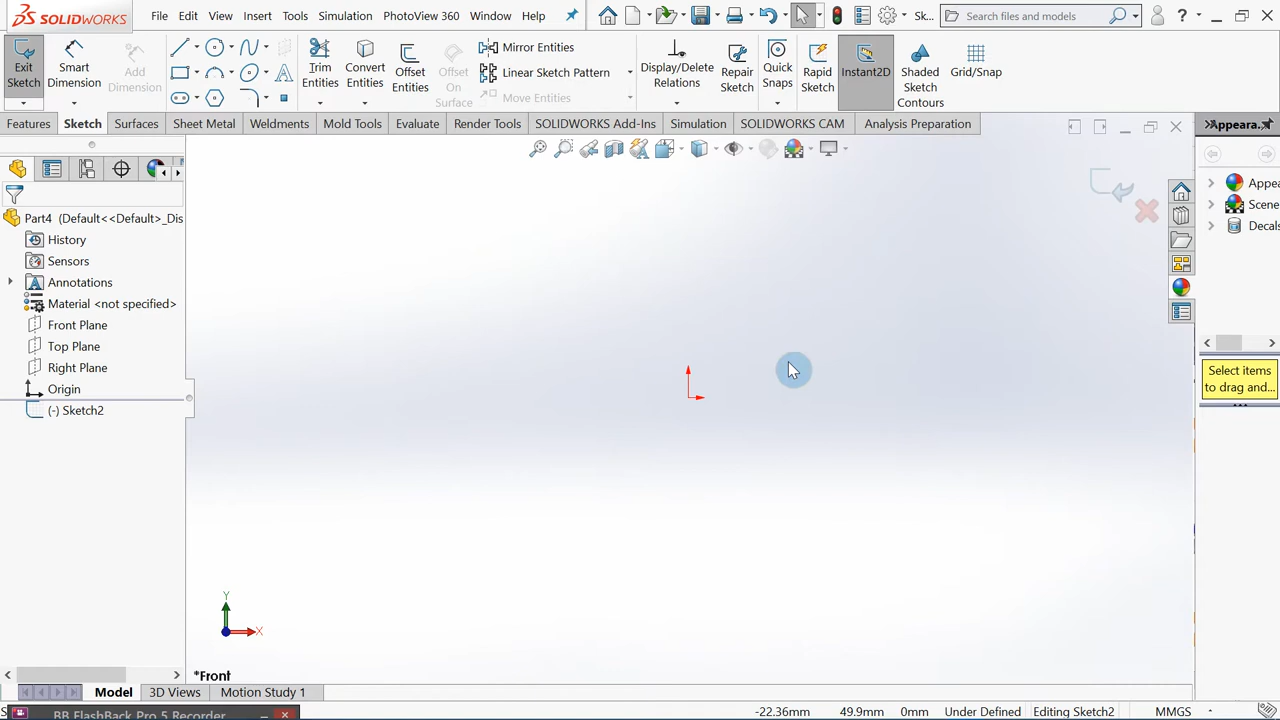 SOLIDWORKS File Edit View Insert Tools Simulation PhotoView 360 Window Help Sk... Search files and models ?
Exit Sketch Smart Dimension Add Dimension Trim Entities Convert Entities Offset Entities Offset On Surface Mirror Entities Linear Sketch Pattern Move Entities Display/Delete Relations Repair Sketch Quick Snaps Rapid Sketch Instant2D Shaded Sketch Contours Grid/Snap
Features Sketch Surfaces Sheet Metal Weldments Mold Tools Evaluate Render Tools SOLIDWORKS Add-Ins Simulation SOLIDWORKS CAM Analysis Preparation
Appeara...
Appe
Scene
Decals
Part4 (Default<<Default>_Dis
History
Sensors
Annotations
Material <not specified>
Front Plane
Top Plane
Right Plane
Origin
(-) Sketch2
Select items
to drag and...
Y
X
*Front
Model 3D Views Motion Study 1
BB FlashBack Pro 5 Recorder
-22.36mm 49.9mm 0mm Under Defined Editing Sketch2 MMGS